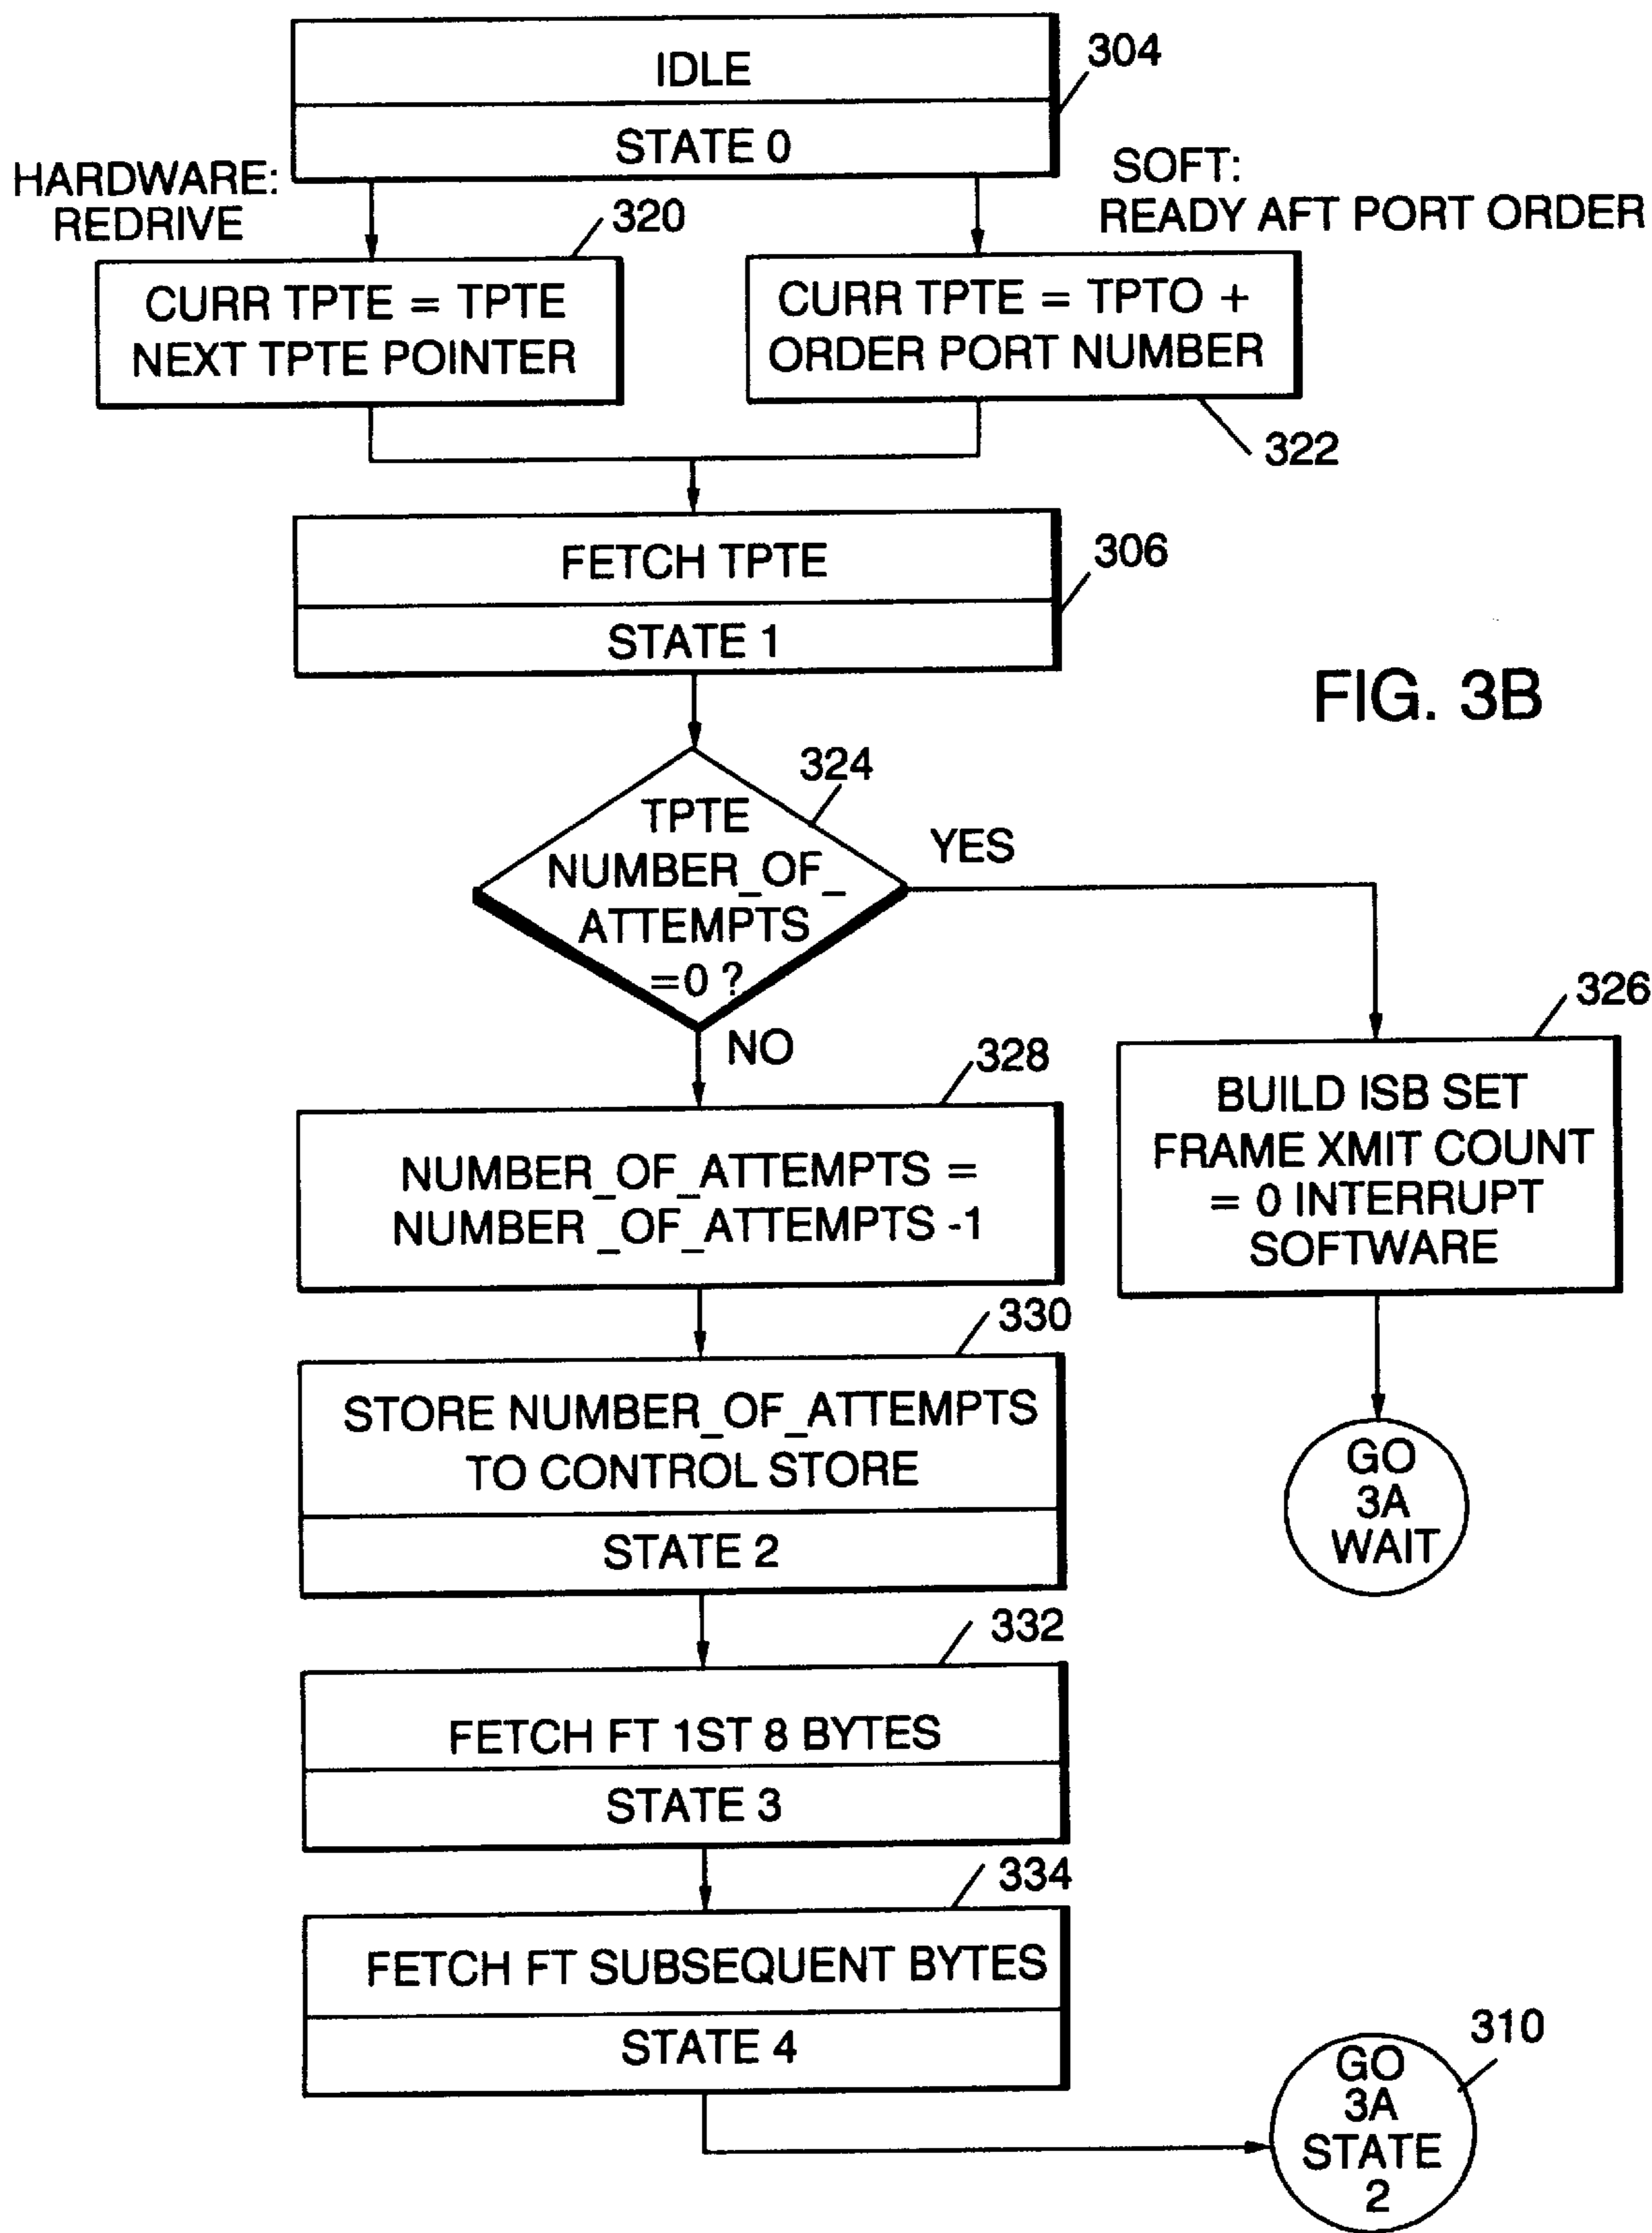 IDLE
304
STATE 0
HARDWARE:
REDRIVE
SOFT:
READY AFT PORT ORDER
320
CURR TPTE = TPTE
NEXT TPTE POINTER
CURR TPTE = TPTO +
ORDER PORT NUMBER
322
FETCH TPTE
306
STATE 1
FIG. 3B
324
TPTE
NUMBER_OF_
ATTEMPTS
=0 ?
YES
NO
326
BUILD ISB SET
FRAME XMIT COUNT
= 0 INTERRUPT
SOFTWARE
328
NUMBER_OF_ATTEMPTS =
NUMBER _OF_ATTEMPTS -1
330
STORE NUMBER_OF_ATTEMPTS
TO CONTROL STORE
STATE 2
GO
3A
WAIT
332
FETCH FT 1ST 8 BYTES
STATE 3
334
FETCH FT SUBSEQUENT BYTES
STATE 4
310
GO
3A
STATE
2